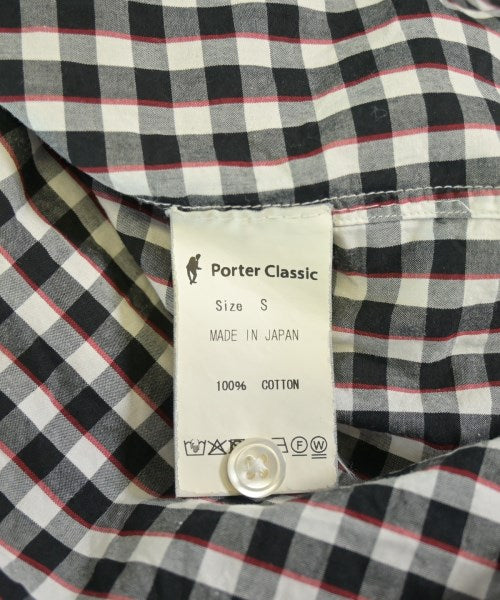 Porter Classic
Size S
MADE IN JAPAN
100% COTTON
F W